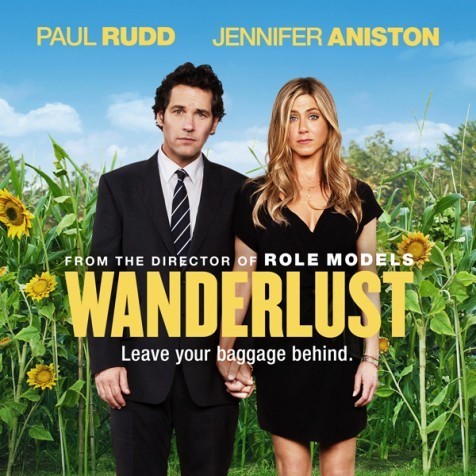 PAUL RUDD JENNIFER ANISTON
FROM THE DIRECTOR OF ROLE MODELS
WANDERLUST
Leave your baggage behind.